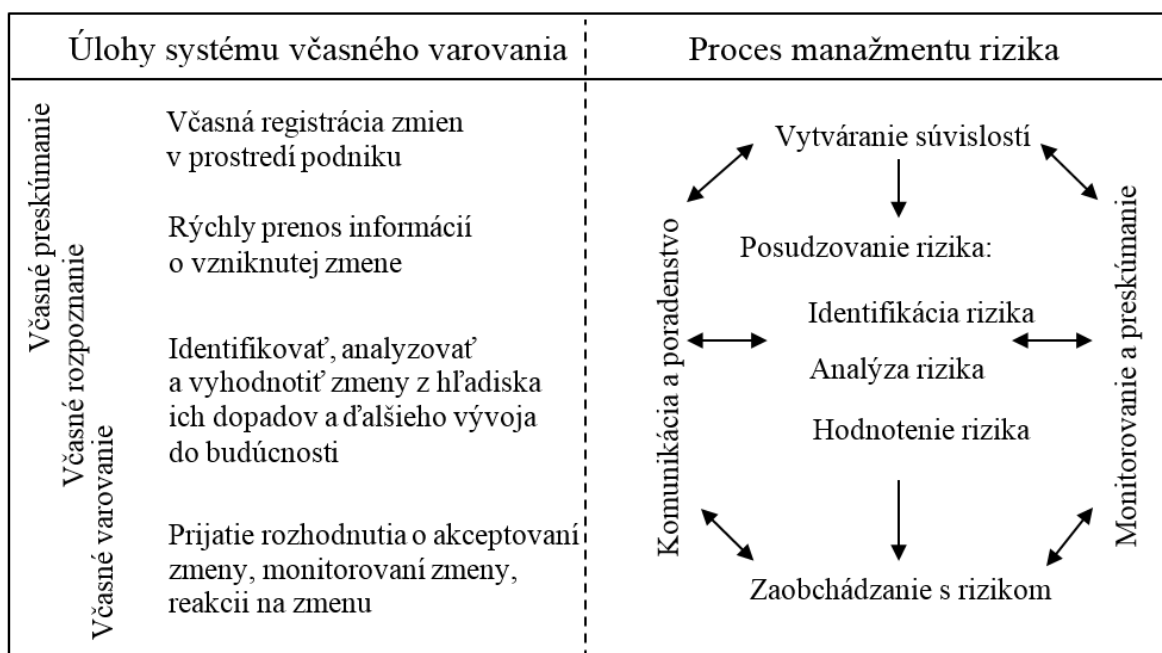 Úlohy systému včasného varovania
Proces manažmentu rizika
Včasné preskúmanie
Včasné rozpoznanie
Včasné varovanie
Včasná registrácia zmien
v prostredí podniku
Rýchly prenos informácií
o vzniknutej zmene
Identifikovať, analyzovať
a vyhodnotiť zmeny z hľadiska
ich dopadov a ďalšieho vývoja
do budúcnosti
Prijatie rozhodnutia o akceptovaní
zmeny, monitorovaní zmeny,
reakcii na zmenu
Komunikácia a poradenstvo
Vytváranie súvislostí
Posudzovanie rizika:
Identifikácia rizika
Analýza rizika
Hodnotenie rizika
Zaobchádzanie s rizikom
Monitorovanie a preskúmanie